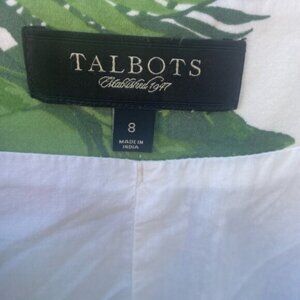 TALBOTS
Established 1947
8
MADE IN
INDIA